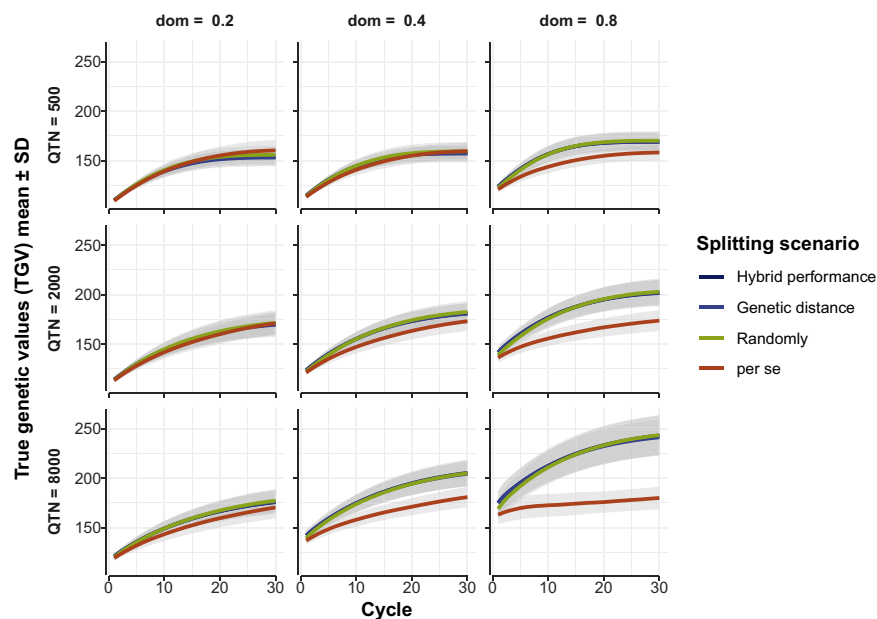 dom = 0.2
dom = 0.4
dom = 0.8
True genetic values (TGV) mean ± SD
QTN = 500
250
200
150
QTN = 2000
250
200
150
QTN = 8000
250
200
150
0 10 20 30
0 10 20 30
0 10 20 30
Cycle
Splitting scenario
Hybrid performance
Genetic distance
Randomly
per se